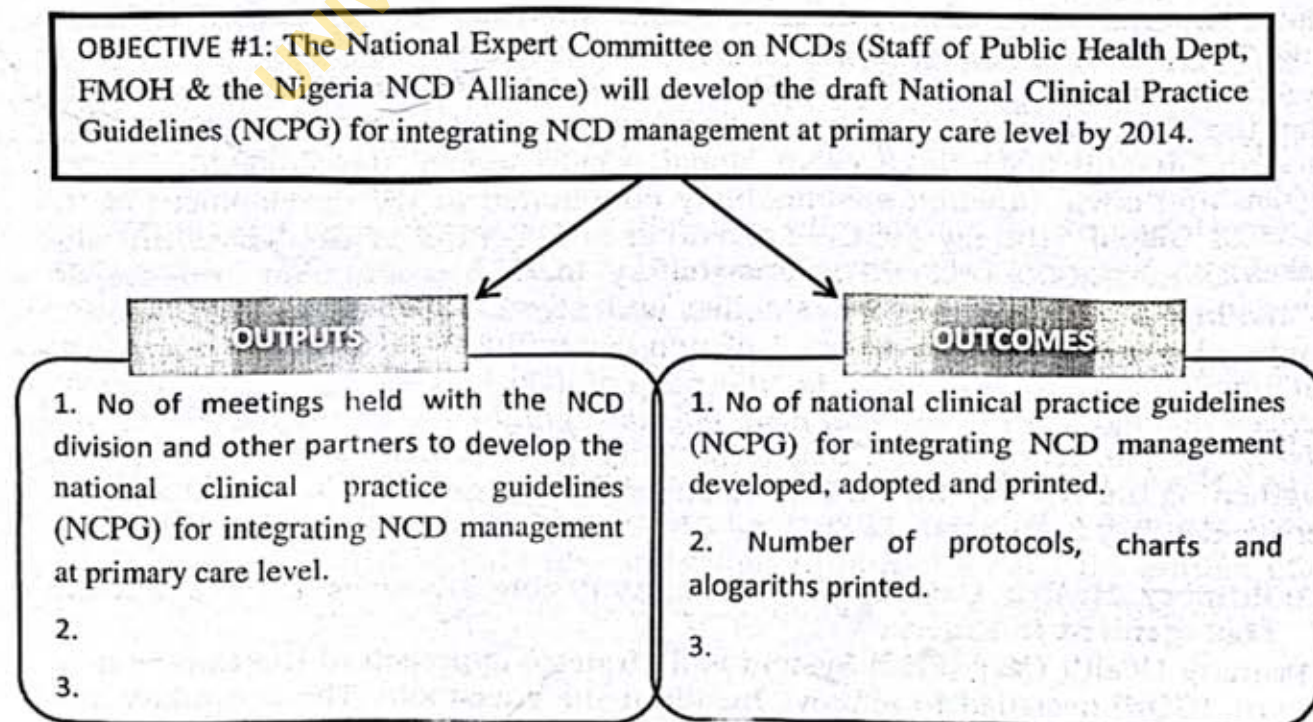 UNIV
OBJECTIVE #1: The National Expert Committee on NCDs (Staff of Public Health Dept,
FMOH & the Nigeria NCD Alliance) will develop the draft National Clinical Practice
Guidelines (NCPG) for integrating NCD management at primary care level by 2014.
OUTPUTS
1. No of meetings held with the NCD
division and other partners to develop the
national clinical practice guidelines
(NCPG) for integrating NCD management
at primary care level.
2.
3.
OUTCOMES
1. No of national clinical practice guidelines
(NCPG) for integrating NCD management
developed, adopted and printed.
2. Number of protocols, charts and
alogariths printed.
3.